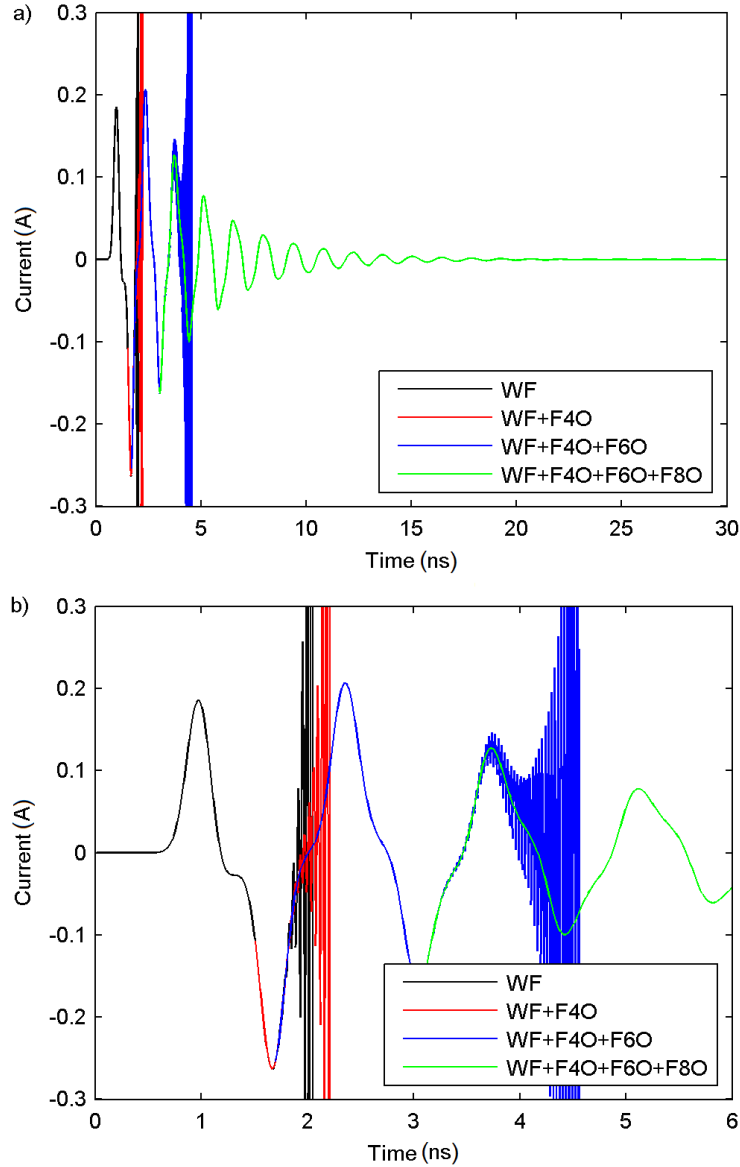 a)
0.3
0.2
0.1
0
-0.1
-0.2
-0.3
Current (A)
WF
WF+F4O
WF+F4O+F6O
WF+F4O+F6O+F8O
0 5 10 15 20 25 30
Time (ns)
b)
0.3
0.2
0.1
0
-0.1
-0.2
-0.3
Current (A)
WF
WF+F4O
WF+F4O+F6O
WF+F4O+F6O+F8O
0 1 2 3 4 5 6
Time (ns)